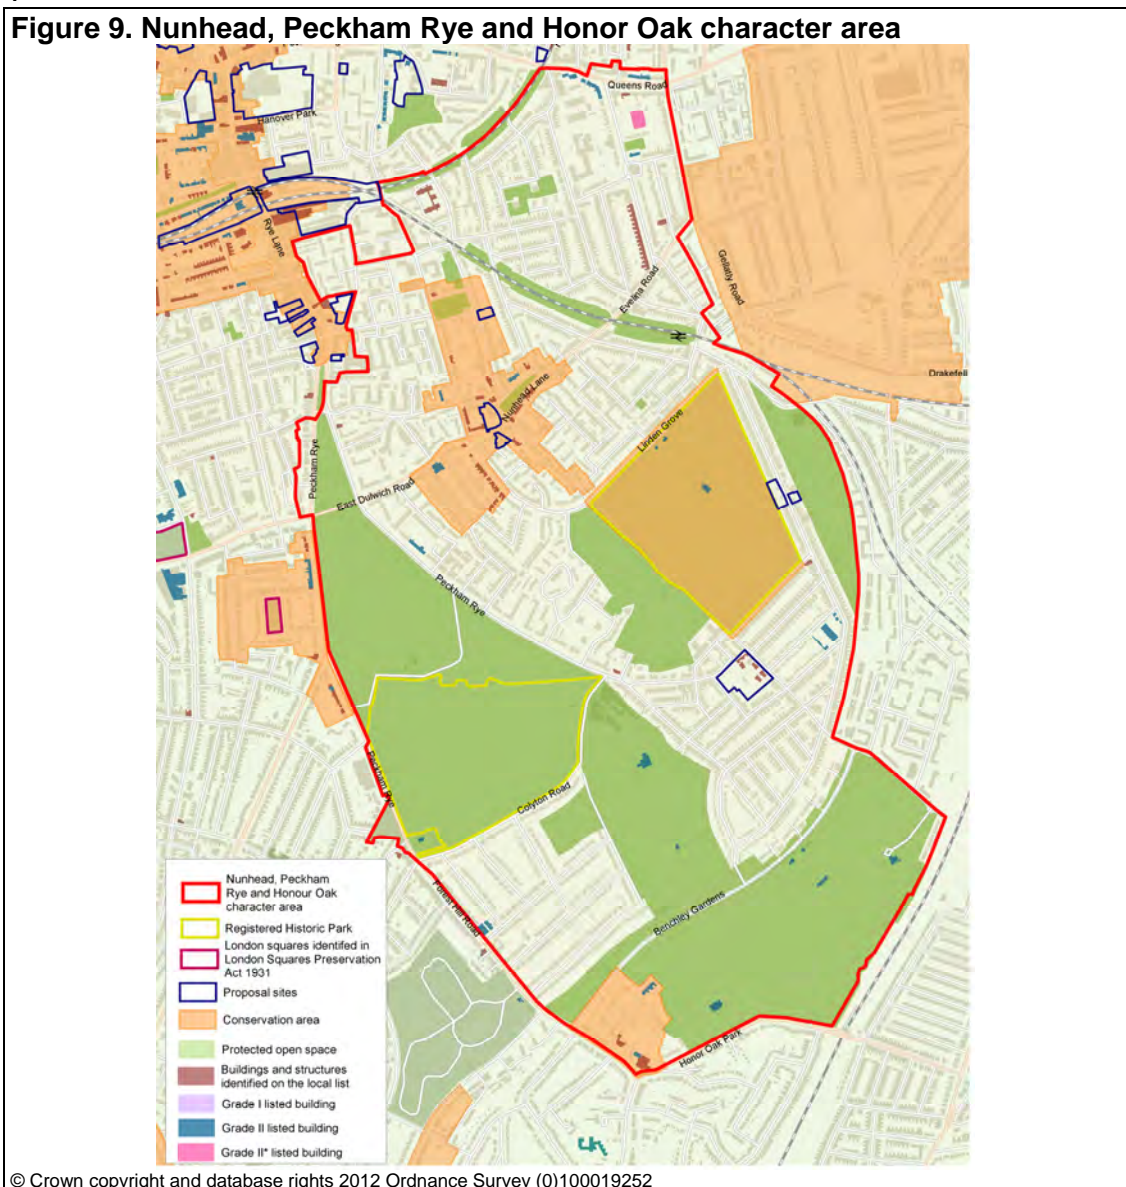 Figure 9. Nunhead, Peckham Rye and Honor Oak character area
Queens Road
Hanover Park
Rye Lane
Gellatly Road
Evelina Road
Drakefell
Nunhead Lane
Linden Grove
Peckham Rye
East Dulwich Road
Peckham Rye
Peckham Rye
Colyton Road
Forest Hill Road
Benchley Gardens
Honor Oak Park
Nunhead, Peckham
Rye and Honour Oak
character area
Registered Historic Park
London squares identifed in
London Squares Preservation
Act 1931
Proposal sites
Conservation area
Protected open space
Buildings and structures
identified on the local list
Grade I listed building
Grade II listed building
Grade II* listed building
© Crown copyright and database rights 2012 Ordnance Survey (0)100019252